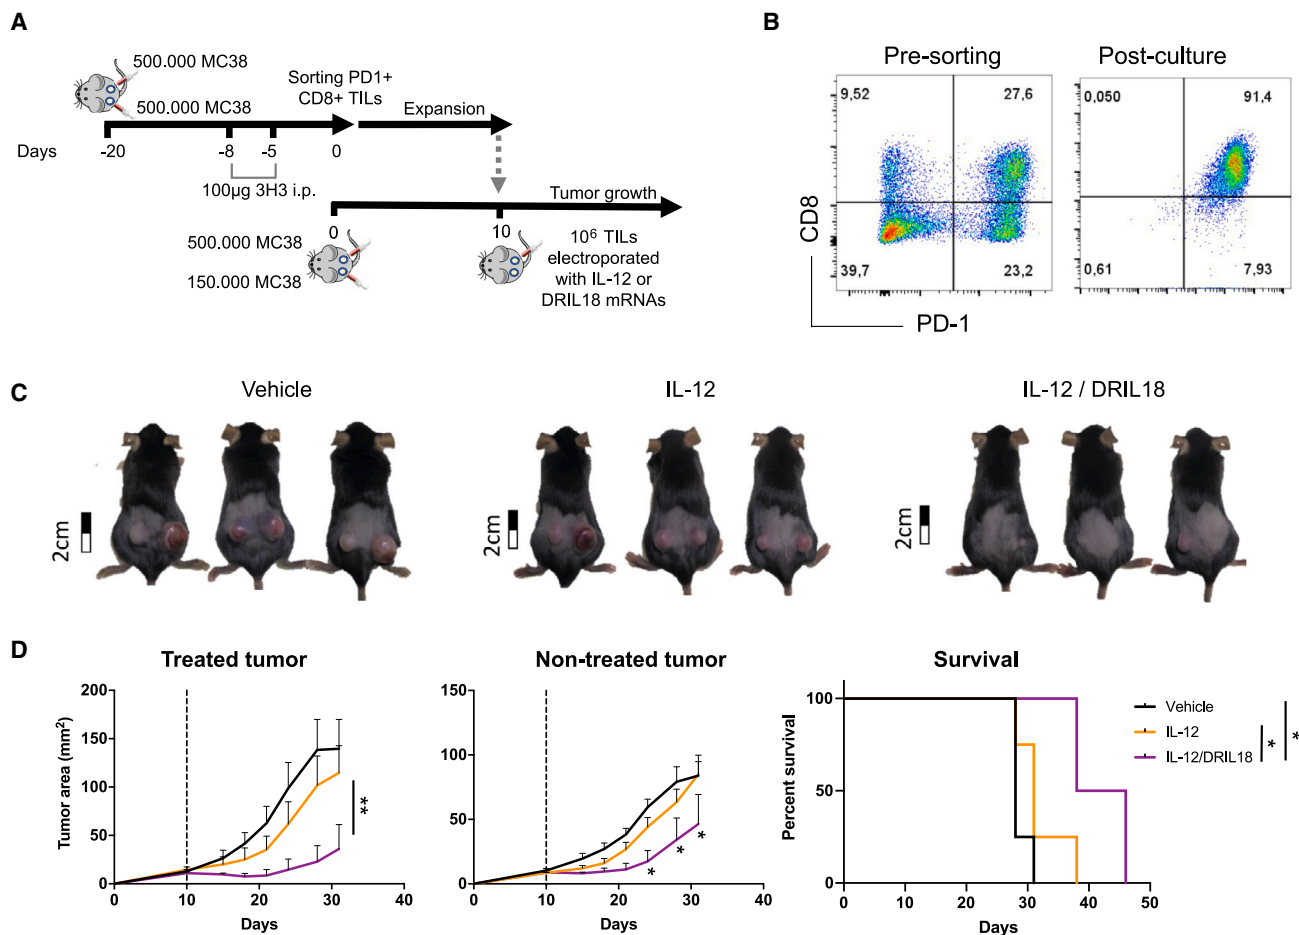 A
500.000 MC38
500.000 MC38
Sorting PD1+
CD8+ TILs
Expansion
Days
-20
-8
-5
0
100µg 3H3 i.p.
Tumor growth
0
10
500.000 MC38
150.000 MC38
10⁶ TILs
electroporated
with IL-12 or
DRIL18 mRNAs
B
Pre-sorting
Post-culture
9,52
27,6
39,7
23,2
0,050
91,4
0,61
7,93
CD8
PD-1
C
Vehicle
IL-12
IL-12 / DRIL18
2cm
2cm
2cm
D
Treated tumor
Tumor area (mm²)
200
150
100
50
0
0
10
20
30
40
Days
**
Non-treated tumor
150
100
50
0
0
10
20
30
40
Days
*
*
*
Survival
Percent survival
100
50
0
0
10
20
30
40
50
Days
Vehicle
IL-12
IL-12/DRIL18
*
*